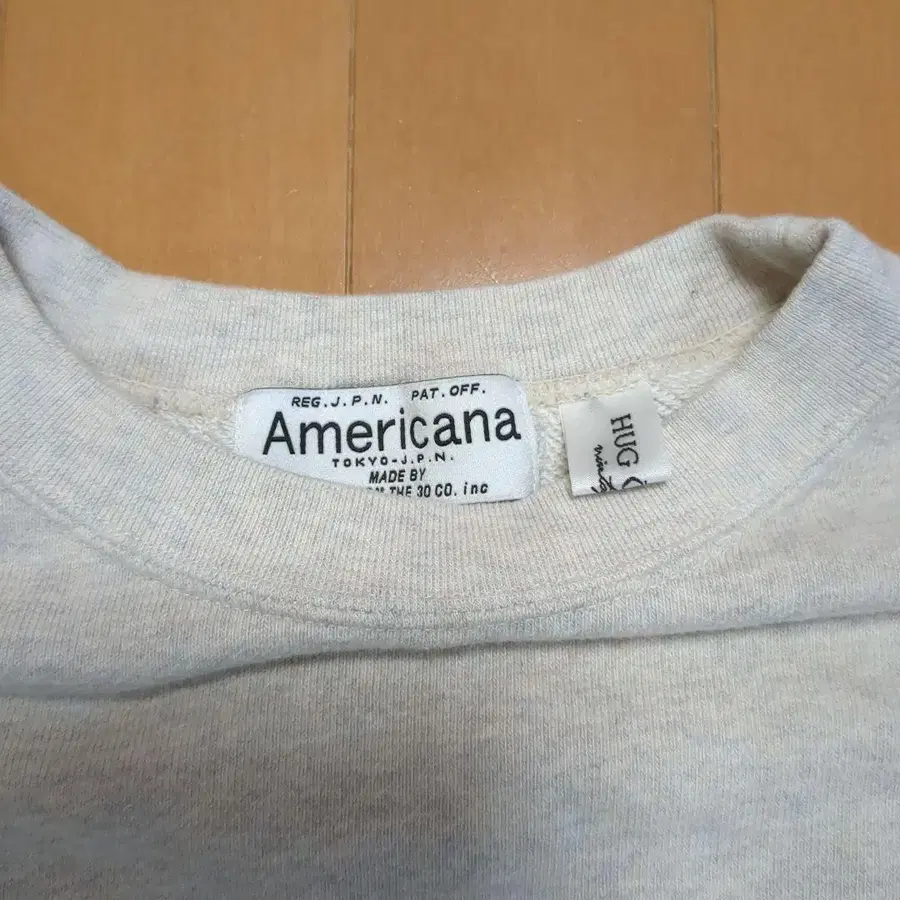 REG.J.P.N. PAT.OFF.
Americana
TOKYO-J.P.N.
MADE BY
THE 30 CO. inc
HUG